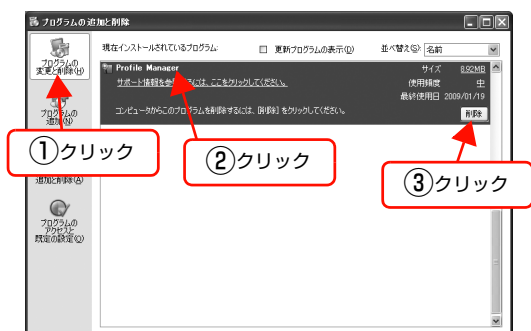 プログラムの追加と削除
プログラムの
変更と削除(H)
現在インストールされているプログラム:
更新プログラムの表示(D)
並べ替え(S):
名前
Profile Manager
サイズ
8.92MB
サポート情報を参照するには、ここをクリックしてください。
使用頻度
中
最終使用日
2009/01/19
コンピュータからこのプログラムを削除するには、[削除] をクリックしてください。
削除
プログラムの
追加(N)
①クリック
②クリック
③クリック
追加と削除(A)
プログラムの
アクセスと
既定の設定(O)